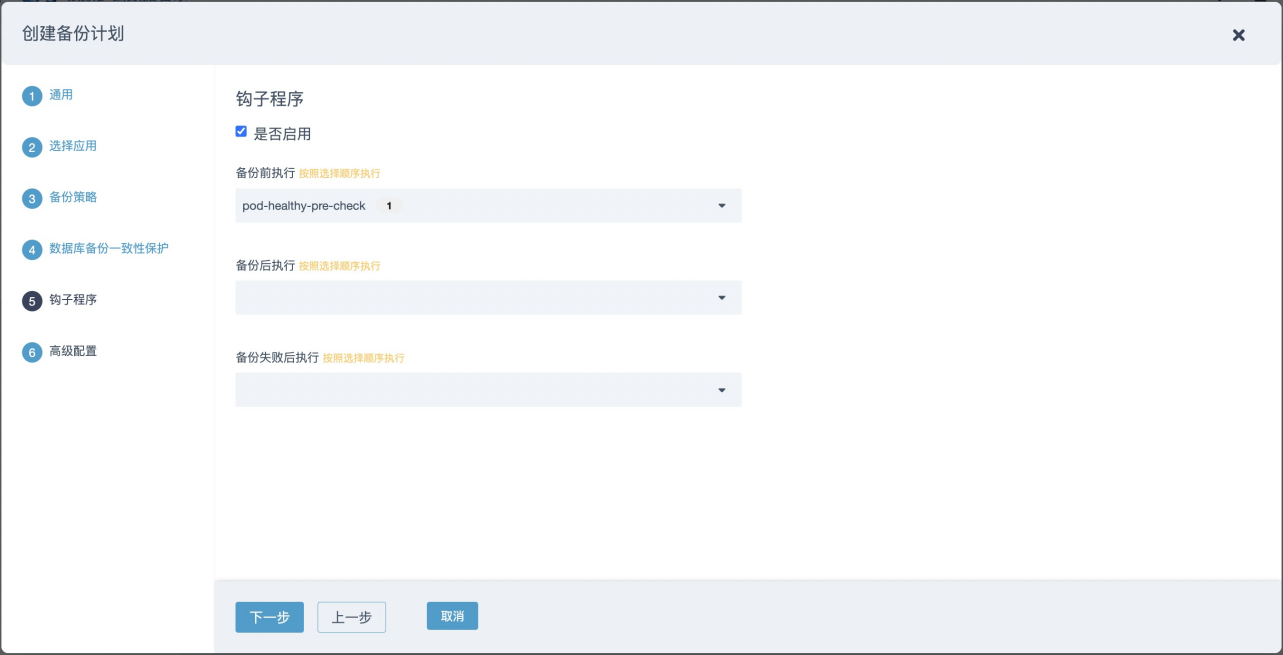 创建备份计划
1 通用
2 选择应用
3 备份策略
4 数据库备份一致性保护
5 钩子程序
6 高级配置
钩子程序
是否启用
备份前执行 按照选择顺序执行
pod-healthy-pre-check 1
备份后执行 按照选择顺序执行
备份失败后执行 按照选择顺序执行
下一步 上一步 取消